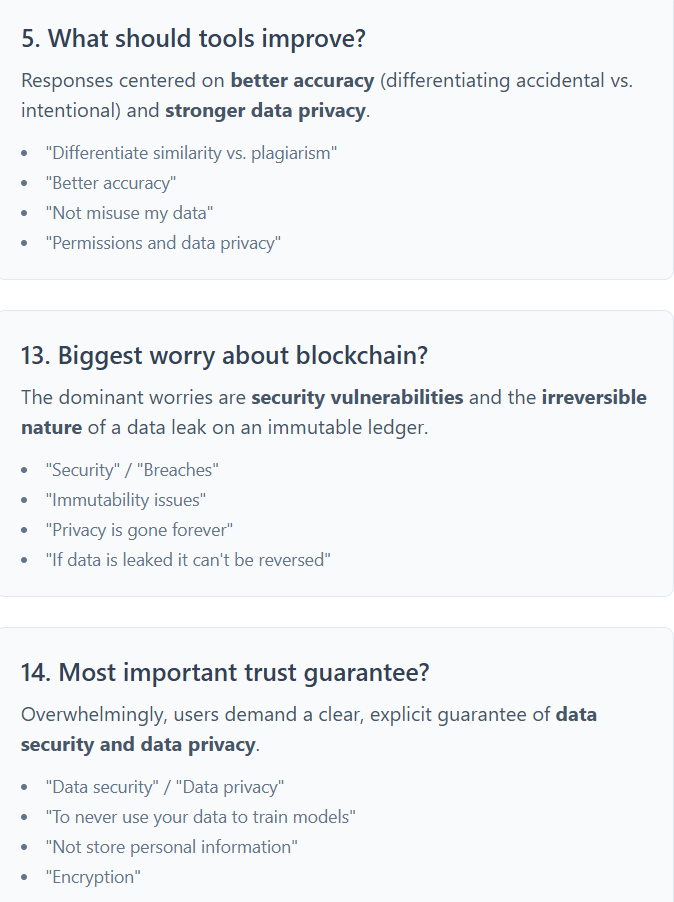 5. What should tools improve?
Responses centered on better accuracy (differentiating accidental vs.
intentional) and stronger data privacy.
• "Differentiate similarity vs. plagiarism"
• "Better accuracy"
• "Not misuse my data"
• "Permissions and data privacy"
13. Biggest worry about blockchain?
The dominant worries are security vulnerabilities and the irreversible
nature of a data leak on an immutable ledger.
• "Security" / "Breaches"
• "Immutability issues"
• "Privacy is gone forever"
• "If data is leaked it can't be reversed"
14. Most important trust guarantee?
Overwhelmingly, users demand a clear, explicit guarantee of data
security and data privacy.
• "Data security" / "Data privacy"
• "To never use your data to train models"
• "Not store personal information"
• "Encryption"